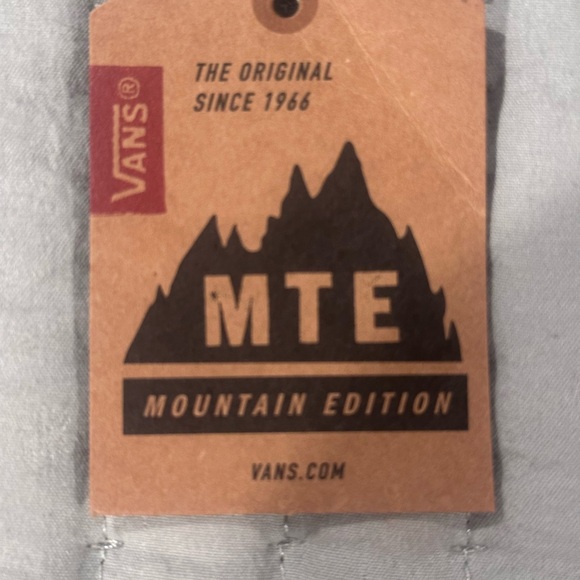 THE ORIGINAL
SINCE 1966
VANS®
MTE
MOUNTAIN EDITION
VANS.COM